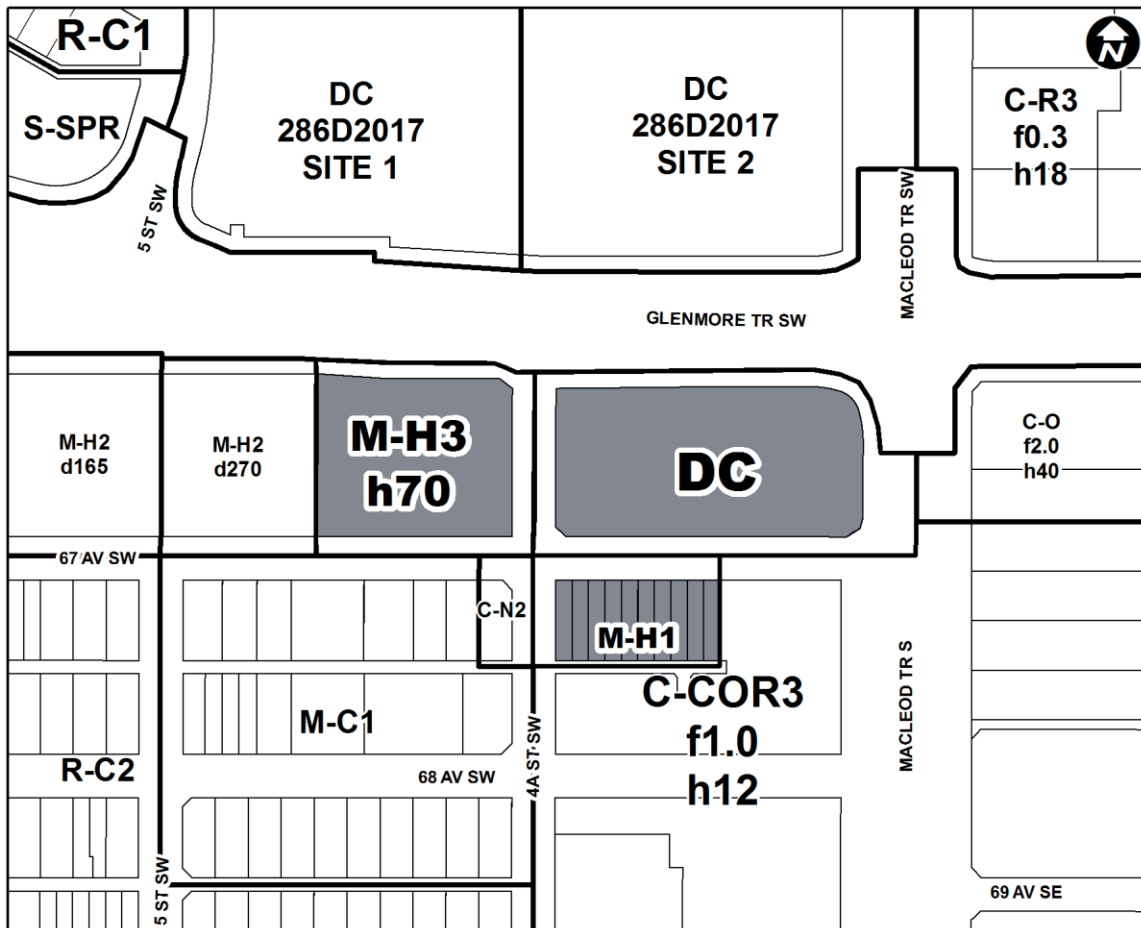 R-C1
N
S-SPR
DC
286D2017
SITE 1
DC
286D2017
SITE 2
C-R3
f0.3
h18
5 ST SW
MACLEOD TR SW
GLENMORE TR SW
M-H2
d165
M-H2
d270
M-H3
h70
DC
C-O
f2.0
h40
67 AV SW
C-N2
M-H1
C-COR3
f1.0
h12
M-C1
R-C2
68 AV SW
4A ST SW
MACLEOD TR S
5 ST SW
69 AV SE